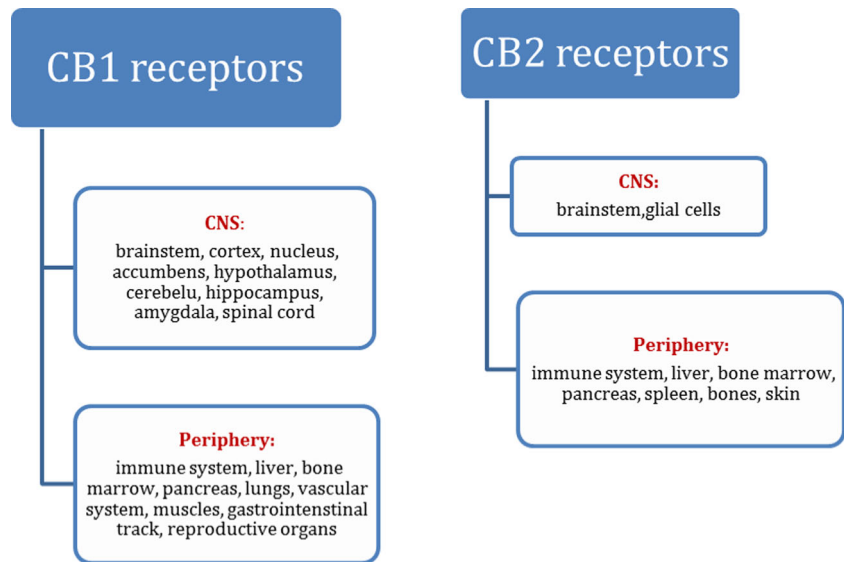 CB1 receptors
CNS:
brainstem, cortex, nucleus,
accumbens, hypothalamus,
cerebelu, hippocampus,
amygdala, spinal cord
Periphery:
immune system, liver, bone
marrow, pancreas, lungs, vascular
system, muscles, gastrointenstinal
track, reproductive organs
CB2 receptors
CNS:
brainstem,glial cells
Periphery:
immune system, liver, bone marrow,
pancreas, spleen, bones, skin